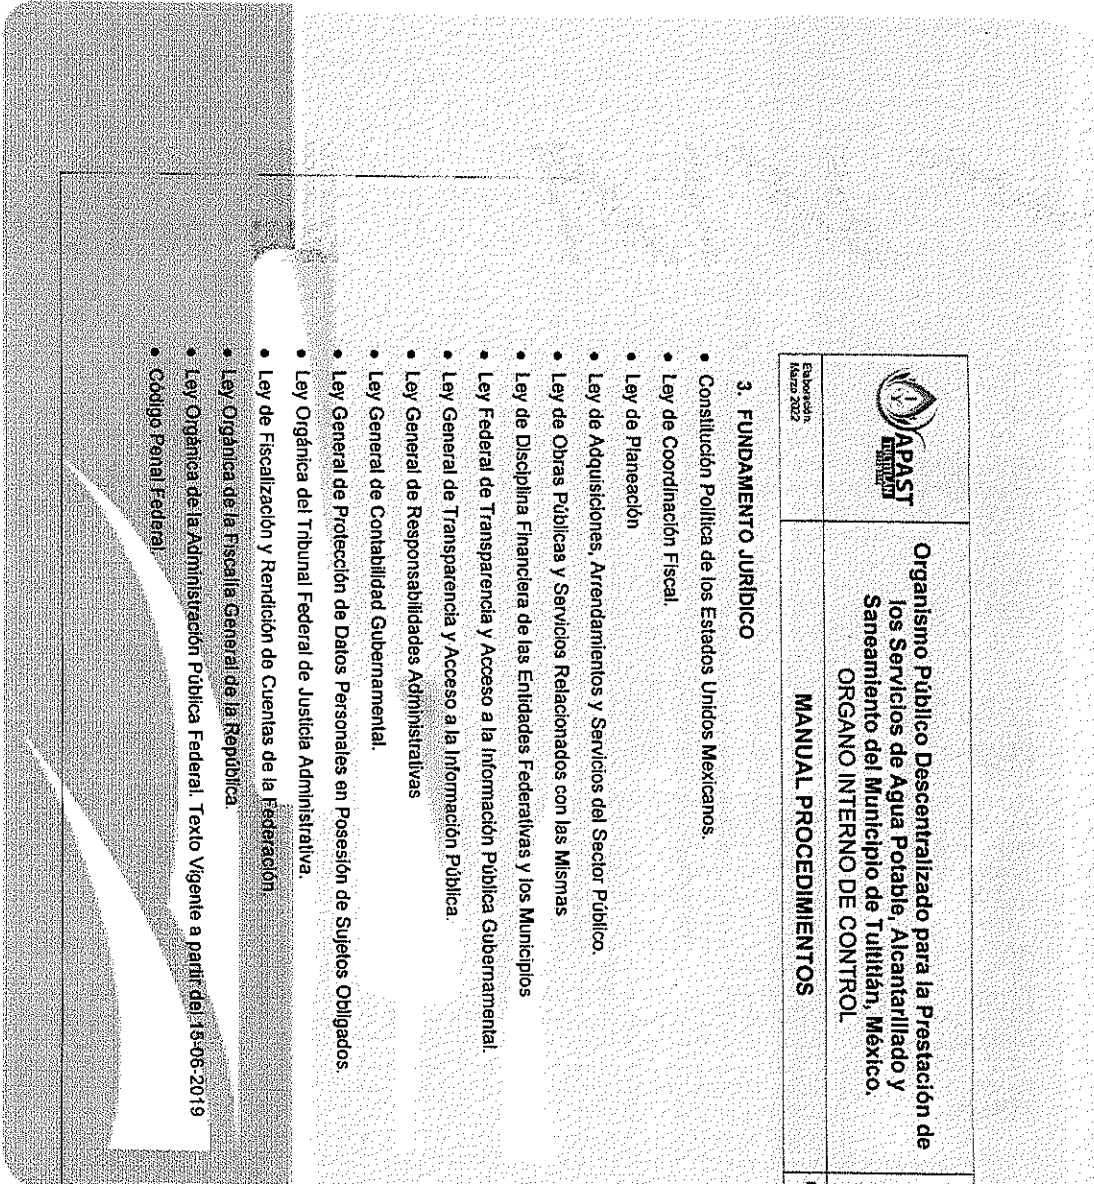 APAST
Organismo Público Descentralizado para la Prestación de
los Servicios de Agua Potable, Alcantarillado y
Saneamiento del Municipio de Tultitlán, México.
ORGANO INTERNO DE CONTROL
Elaboración:
Marzo 2022
MANUAL PROCEDIMIENTOS
3. FUNDAMENTO JURÍDICO
• Constitución Política de los Estados Unidos Mexicanos.
• Ley de Coordinación Fiscal.
• Ley de Planeación
• Ley de Adquisiciones, Arrendamientos y Servicios del Sector Público.
• Ley de Obras Públicas y Servicios Relacionados con las Mismas
• Ley de Disciplina Financiera de las Entidades Federativas y los Municipios
• Ley Federal de Transparencia y Acceso a la Información Pública Gubernamental.
• Ley General de Transparencia y Acceso a la Información Pública.
• Ley General de Responsabilidades Administrativas
• Ley General de Contabilidad Gubernamental.
• Ley General de Protección de Datos Personales en Posesión de Sujetos Obligados.
• Ley Orgánica del Tribunal Federal de Justicia Administrativa.
• Ley de Fiscalización y Rendición de Cuentas de la Federación.
• Ley Orgánica de la Fiscalía General de la República.
• Ley Orgánica de la Administración Pública Federal. Texto Vigente a partir del 15-06-2019
• Código Penal Federal.